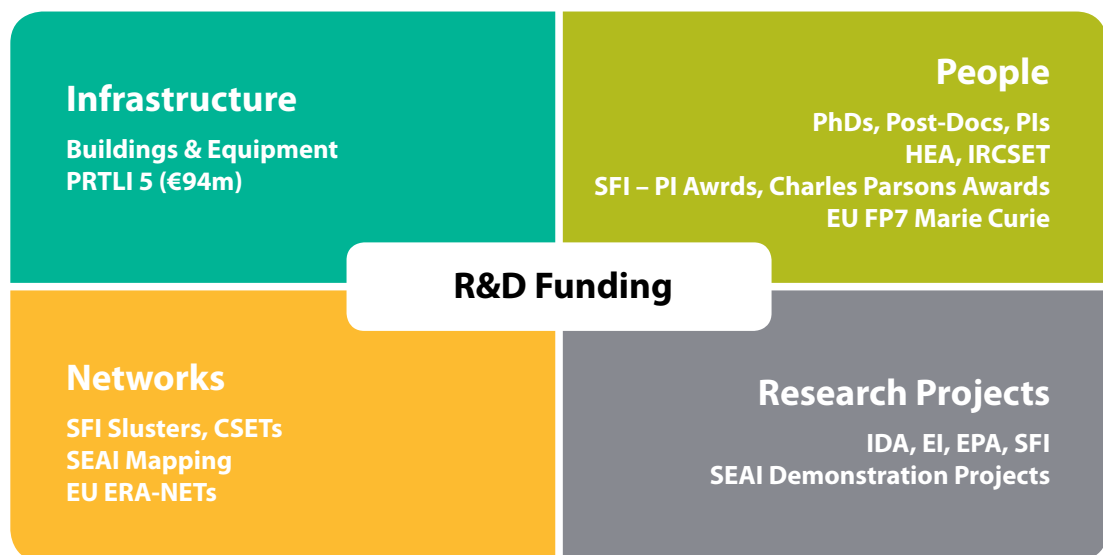 Infrastructure
Buildings & Equipment
PRTLI 5 (€94m)
People
PhDs, Post-Docs, PIs
HEA, IRCSET
SFI – PI Awrds, Charles Parsons Awards
EU FP7 Marie Curie
R&D Funding
Networks
SFI Slusters, CSETs
SEAI Mapping
EU ERA-NETs
Research Projects
IDA, EI, EPA, SFI
SEAI Demonstration Projects